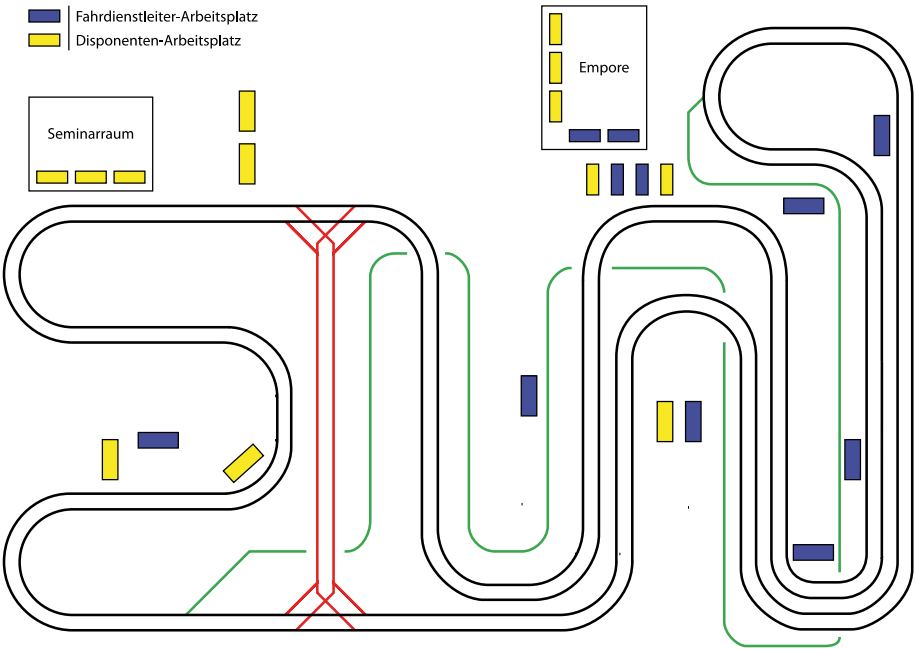 Fahrdienstleiter-Arbeitsplatz
Disponenten-Arbeitsplatz
Empore
Seminarraum